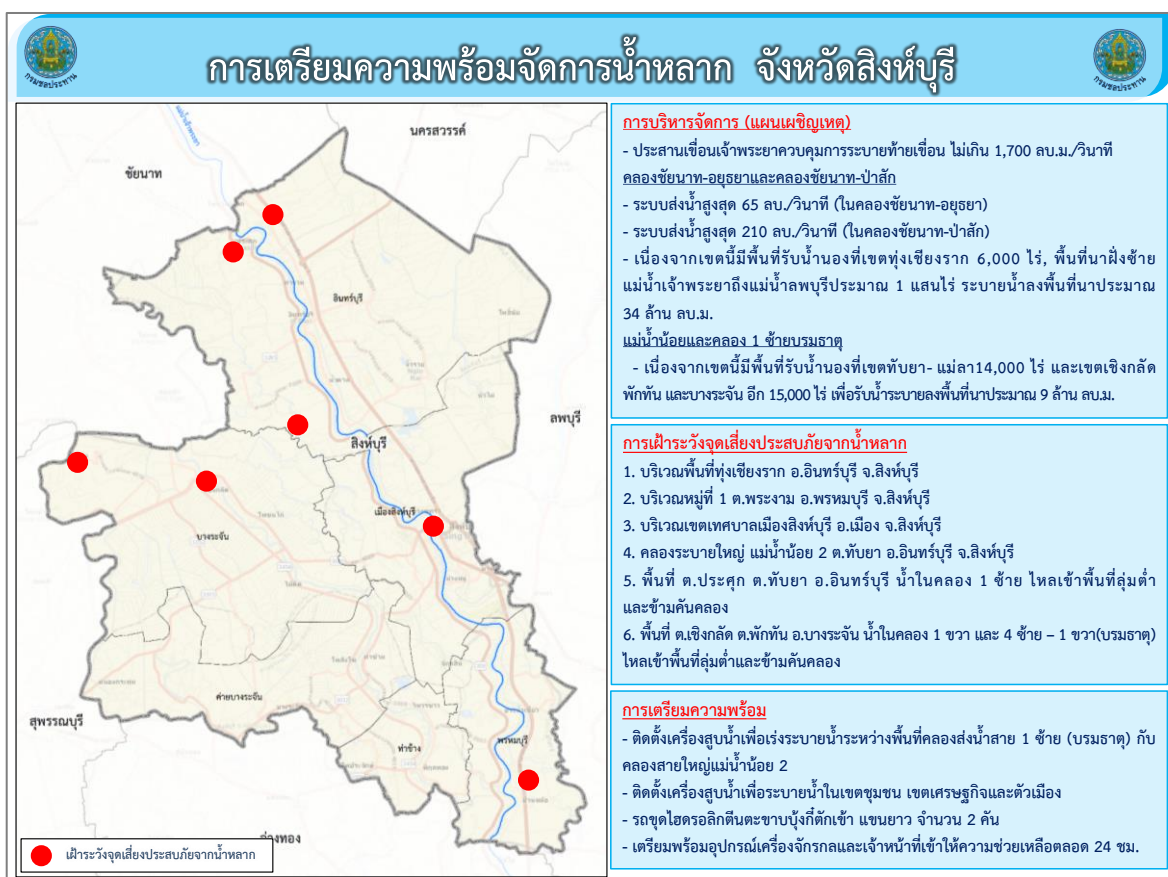 การเตรียมความพร้อมจัดการน้ำหลาก จังหวัดสิงห์บุรี
กรมชลประทาน
กรมชลประทาน
แม่น้ำเจ้าพระยา
นครสวรรค์
ชัยนาท
อินทร์บุรี
ลพบุรี
สิงห์บุรี
เมืองสิงห์บุรี
บางระจัน
ค่ายบางระจัน
สุพรรณบุรี
ท่าช้าง
พรหมบุรี
อ่างทอง
เฝ้าระวังจุดเสี่ยงประสบภัยจากน้ำหลาก
การบริหารจัดการ (แผนเผชิญเหตุ)
- ประสานเขื่อนเจ้าพระยาควบคุมการระบายท้ายเขื่อน ไม่เกิน 1,700 ลบ.ม./วินาที
คลองชัยนาท-อยุธยาและคลองชัยนาท-ป่าสัก
- ระบบส่งน้ำสูงสุด 65 ลบ./วินาที (ในคลองชัยนาท-อยุธยา)
- ระบบส่งน้ำสูงสุด 210 ลบ./วินาที (ในคลองชัยนาท-ป่าสัก)
- เนื่องจากเขตนี้มีพื้นที่รับน้ำนองที่เขตทุ่งเชียงราก 6,000 ไร่, พื้นที่นาฝั่งซ้าย
แม่น้ำเจ้าพระยาถึงแม่น้ำลพบุรีประมาณ 1 แสนไร่ ระบายน้ำลงพื้นที่นาประมาณ
34 ล้าน ลบ.ม.
แม่น้ำน้อยและคลอง 1 ซ้ายบรมธาตุ
- เนื่องจากเขตนี้มีพื้นที่รับน้ำนองที่เขตทับยา- แม่ลา14,000 ไร่ และเขตเชิงกลัด
พักทัน และบางระจัน อีก 15,000 ไร่ เพื่อรับน้ำระบายลงพื้นที่นาประมาณ 9 ล้าน ลบ.ม.
การเฝ้าระวังจุดเสี่ยงประสบภัยจากน้ำหลาก
1. บริเวณพื้นที่ทุ่งเชียงราก อ.อินทร์บุรี จ.สิงห์บุรี
2. บริเวณหมู่ที่ 1 ต.พระงาม อ.พรหมบุรี จ.สิงห์บุรี
3. บริเวณเขตเทศบาลเมืองสิงห์บุรี อ.เมือง จ.สิงห์บุรี
4. คลองระบายใหญ่ แม่น้ำน้อย 2 ต.ทับยา อ.อินทร์บุรี จ.สิงห์บุรี
5. พื้นที่ ต.ประศุก ต.ทับยา อ.อินทร์บุรี น้ำในคลอง 1 ซ้าย ไหลเข้าพื้นที่ลุ่มต่ำ
และข้ามคันคลอง
6. พื้นที่ ต.เชิงกลัด ต.พักทัน อ.บางระจัน น้ำในคลอง 1 ขวา และ 4 ซ้าย – 1 ขวา(บรมธาตุ)
ไหลเข้าพื้นที่ลุ่มต่ำและข้ามคันคลอง
การเตรียมความพร้อม
- ติดตั้งเครื่องสูบน้ำเพื่อเร่งระบายน้ำระหว่างพื้นที่คลองส่งน้ำสาย 1 ซ้าย (บรมธาตุ) กับ
คลองสายใหญ่แม่น้ำน้อย 2
- ติดตั้งเครื่องสูบน้ำเพื่อระบายน้ำในเขตชุมชน เขตเศรษฐกิจและตัวเมือง
- รถขุดไฮดรอลิกตีนตะขาบบุ้งกี๋ตักเข้า แขนยาว จำนวน 2 คัน
- เตรียมพร้อมอุปกรณ์เครื่องจักรกลและเจ้าหน้าที่เข้าให้ความช่วยเหลือตลอด 24 ชม.